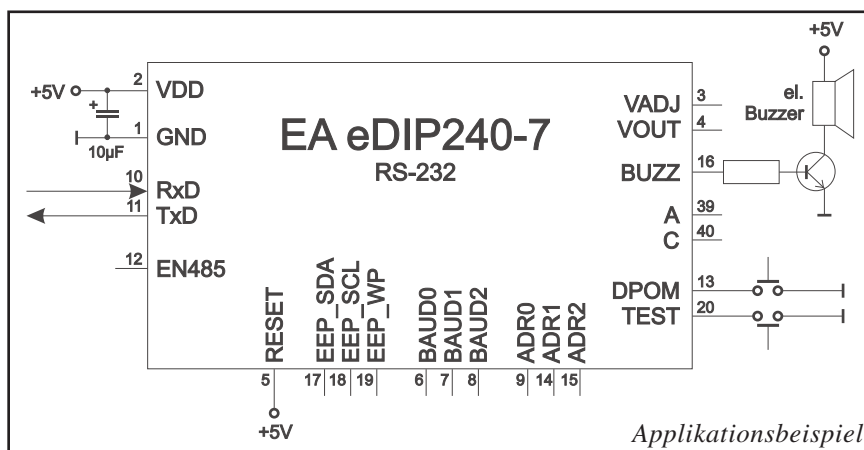 +5V
+5V
2
VDD
+
1
GND
10µF
EA eDIP240-7
RS-232
VADJ
3
VOUT
4
el.
Buzzer
BUZZ
16
10
RxD
11
TxD
A
39
C
40
12
EN485
DPOM
13
TEST
20
RESET
EEP_SDA
EEP_SCL
EEP_WP
BAUD0
BAUD1
BAUD2
ADR0
ADR1
ADR2
5
17
18
19
6
7
8
9
14
15
+5V
Applikationsbeispiel